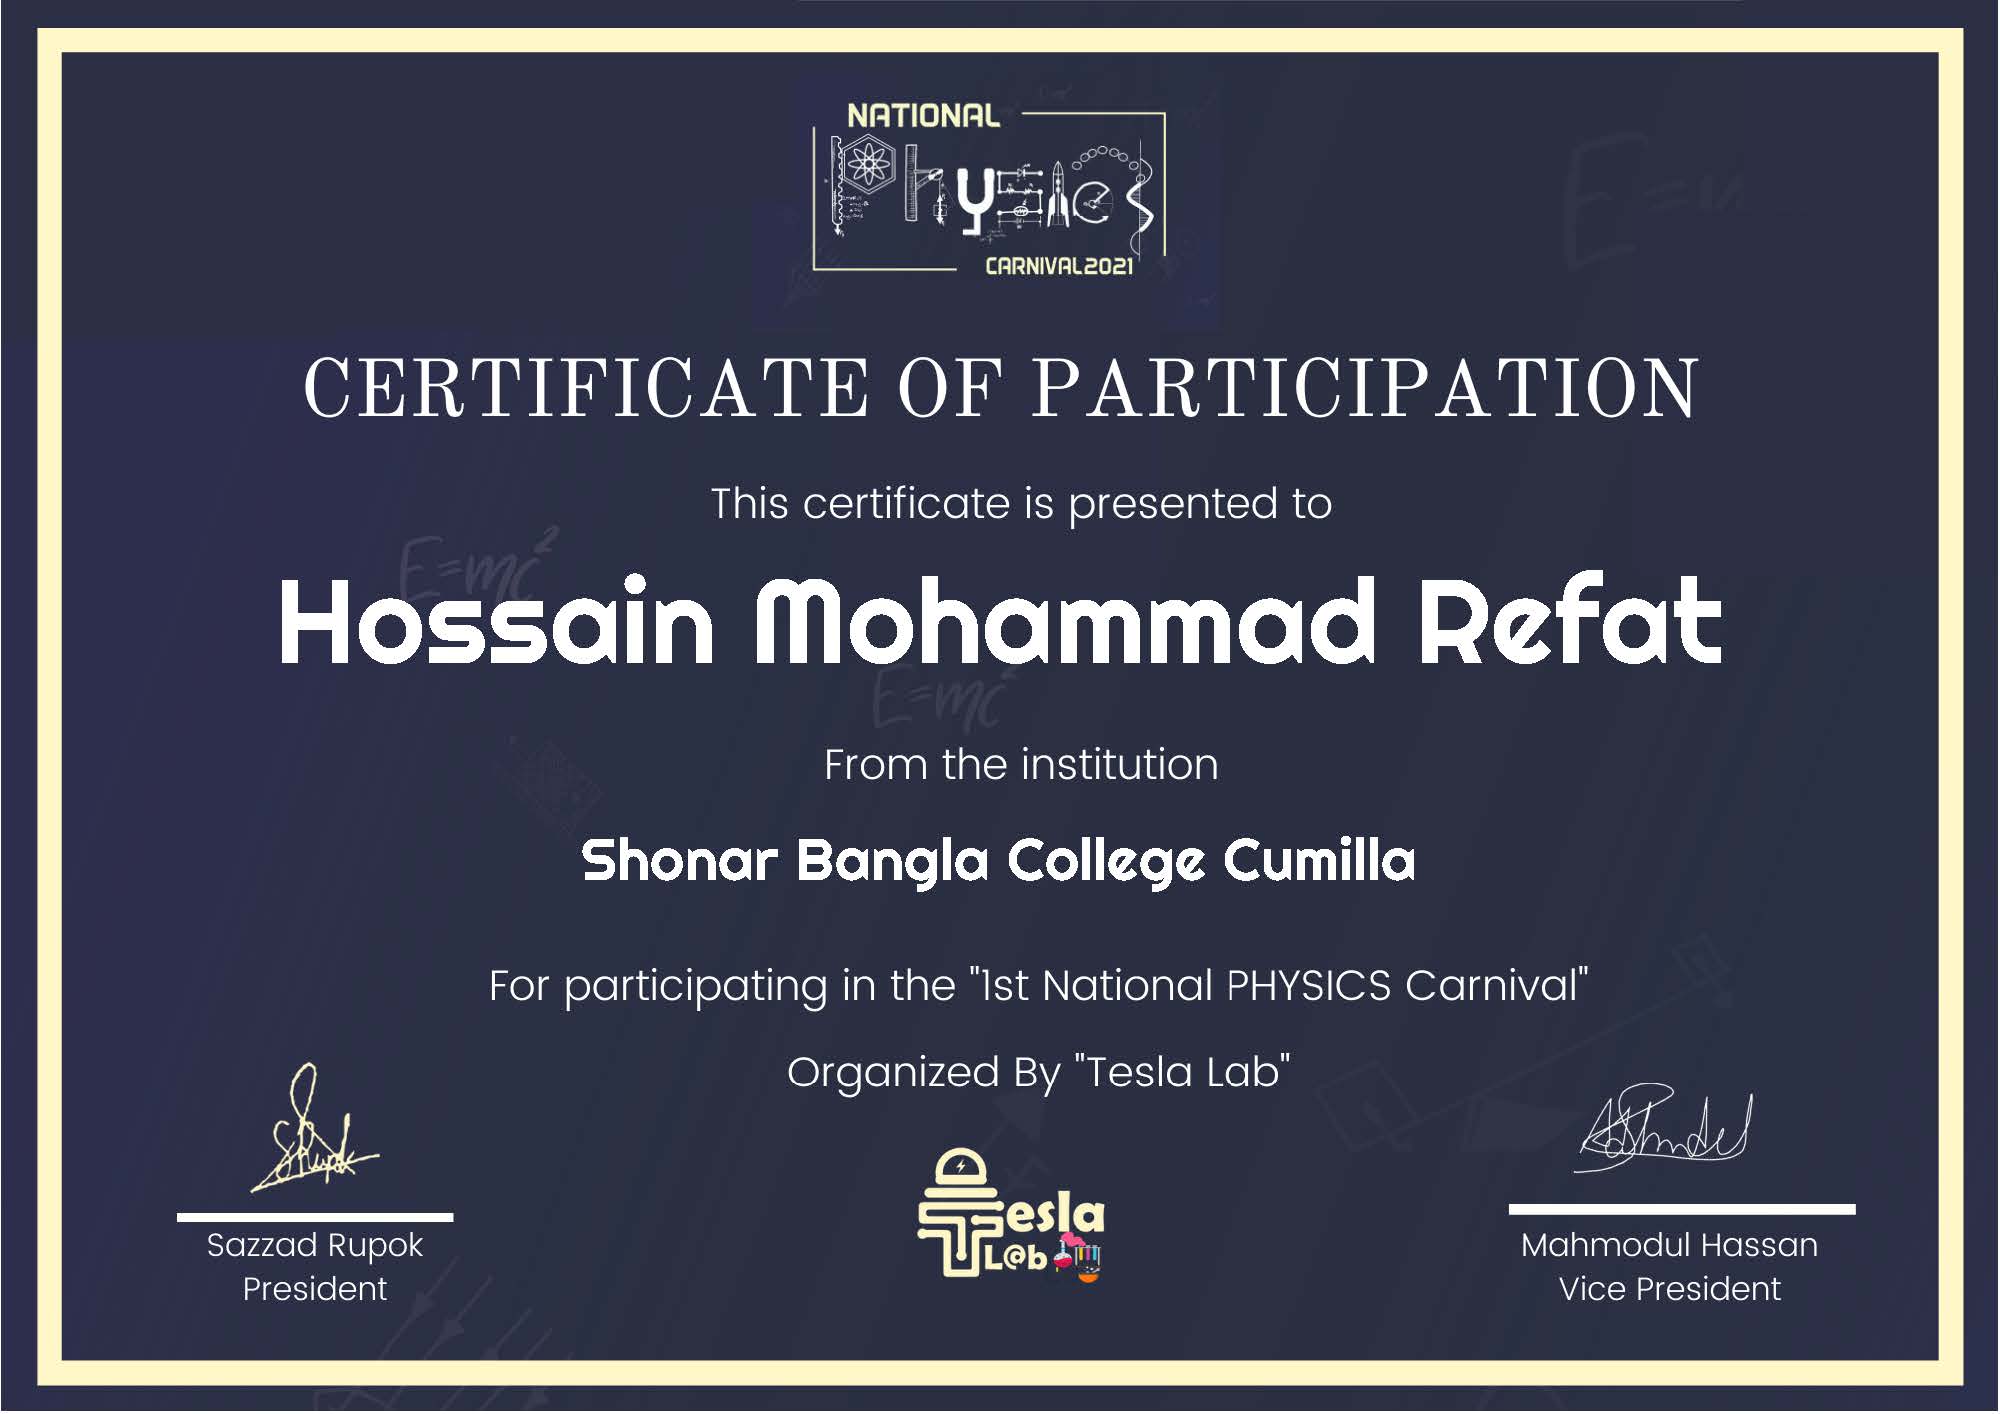 NATIONAL
Physics
CARNIVAL2021
CERTIFICATE OF PARTICIPATION
This certificate is presented to
E=mc²
Hossain Mohammad Refat
E=mc²
From the institution
Shonar Bangla College Cumilla
For participating in the "1st National PHYSICS Carnival"
Organized By "Tesla Lab"
Tesla
L@b
Sazzad Rupok
President
Mahmodul Hassan
Vice President